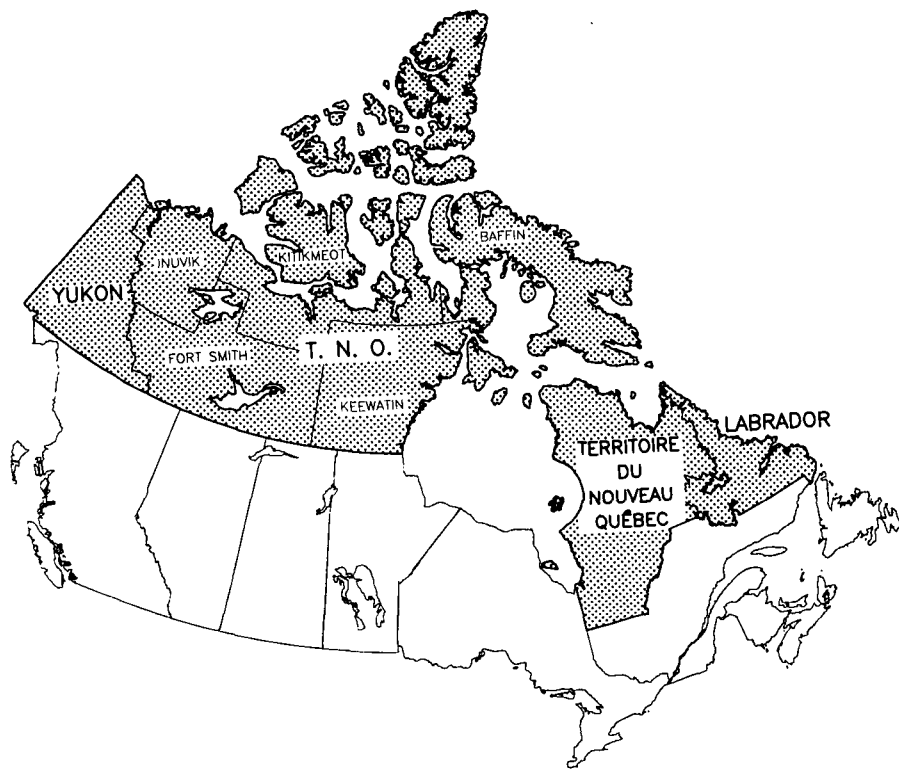 BAFFIN
KITIKMEOT
INUVIK
YUKON
T. N. O.
FORT SMITH
KEEWATIN
LABRADOR
TERRITOIRE
DU
NOUVEAU
QUÉBEC